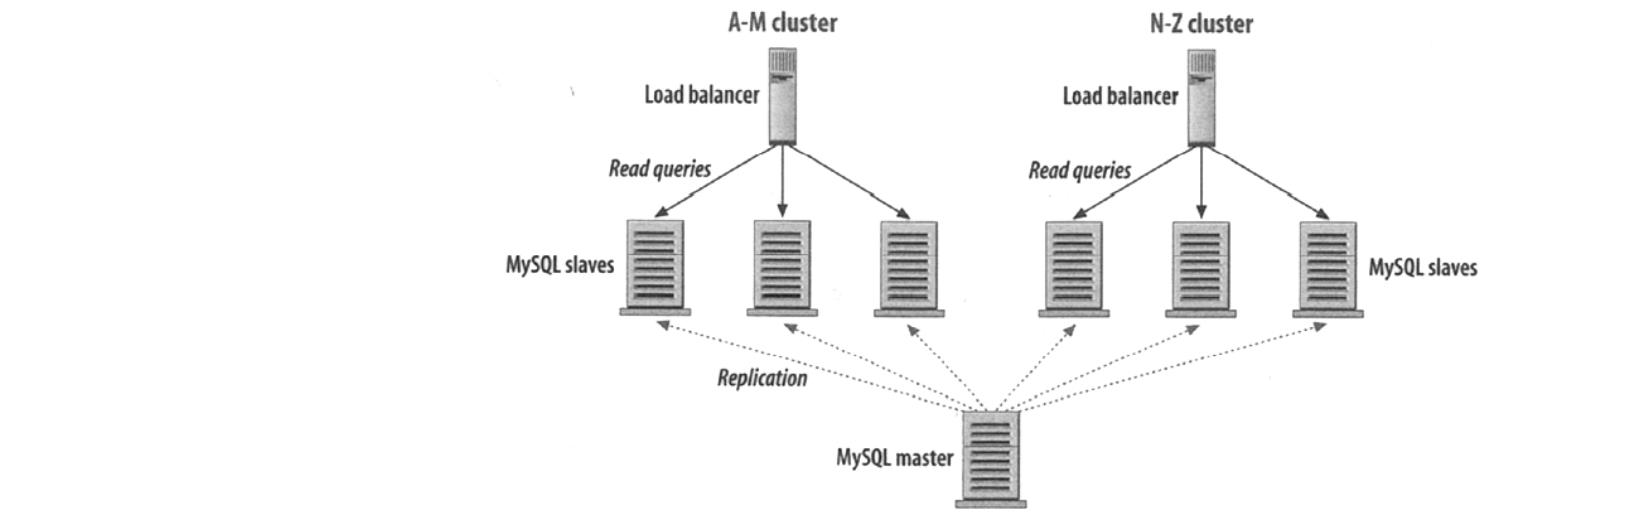 A-M cluster
N-Z cluster
Load balancer
Load balancer
Read queries
Read queries
MySQL slaves
MySQL slaves
Replication
MySQL master